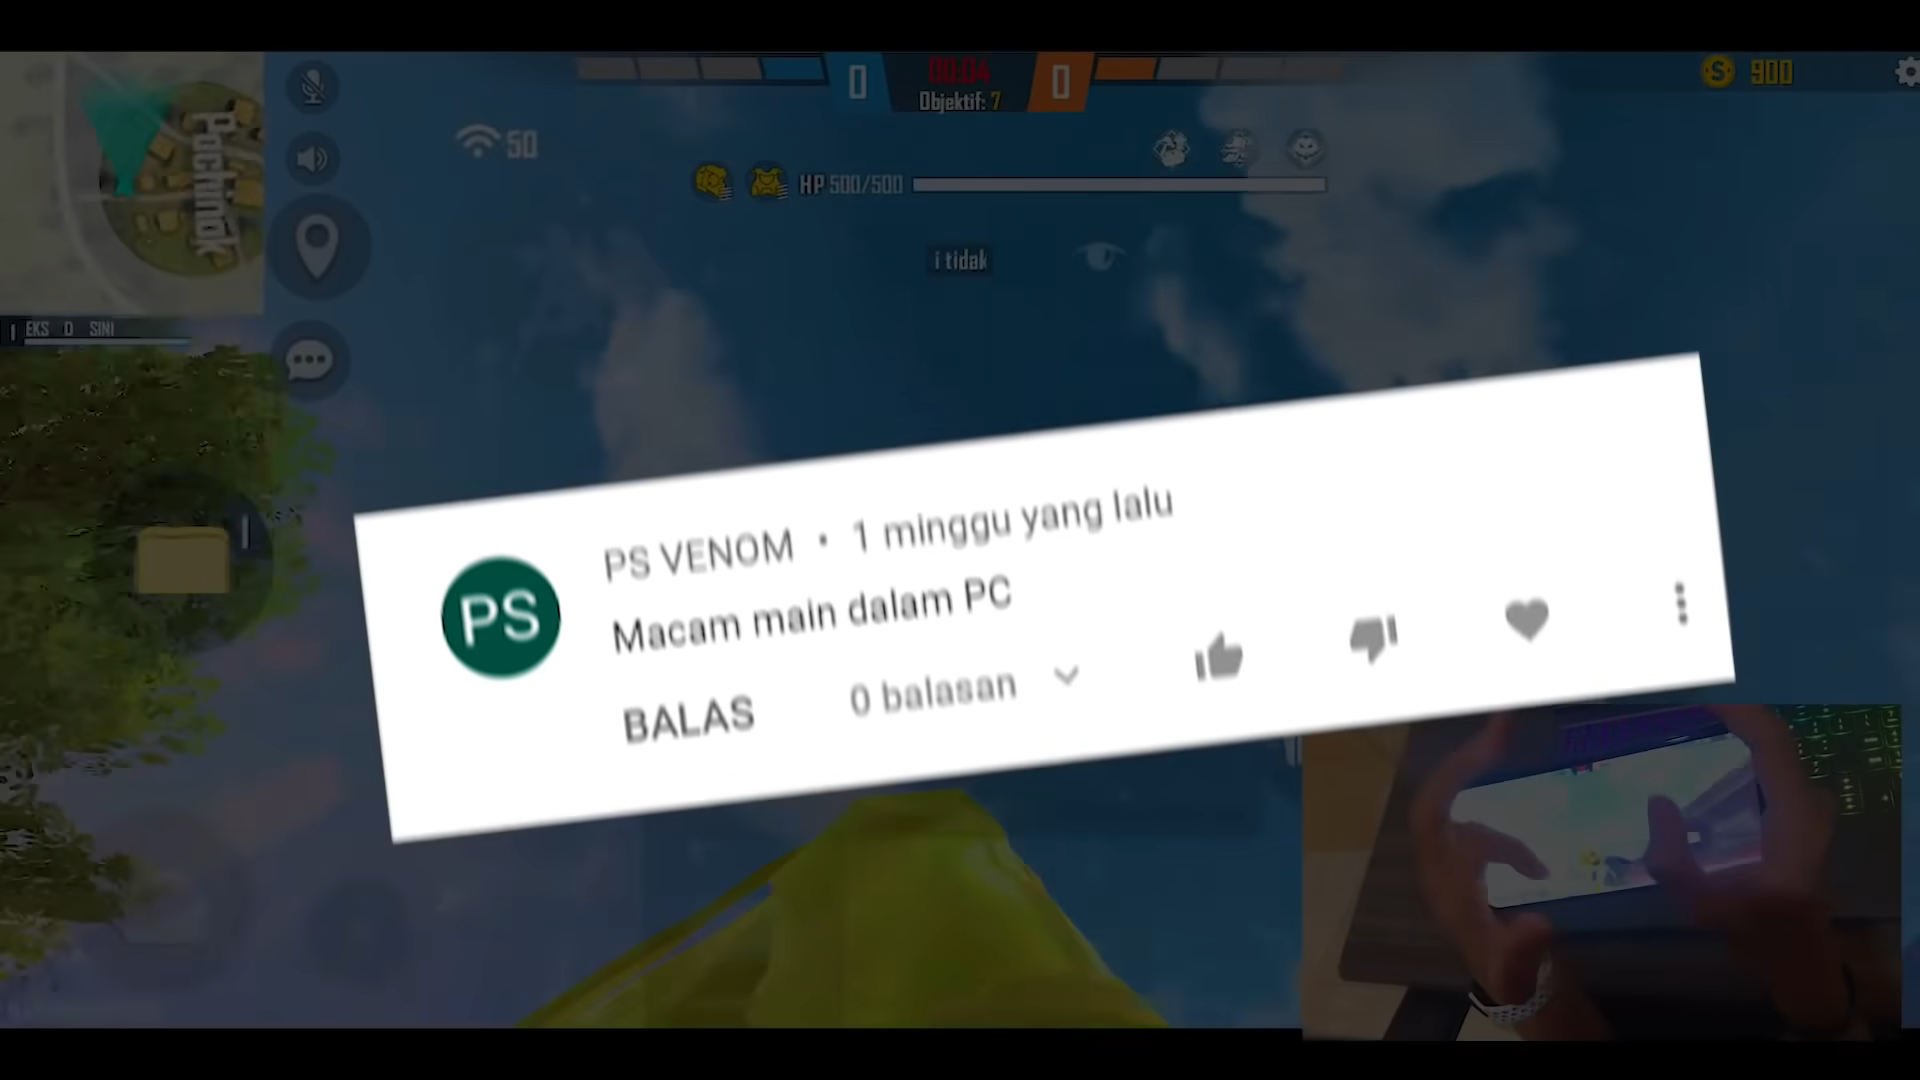 0
00:04
0
Objektif: 7
900
50
Pochinok
HP 500/500
i tidak
EKS O SINI
PS VENOM • 1 minggu yang lalu
PS
Macam main dalam PC
BALAS
0 balasan